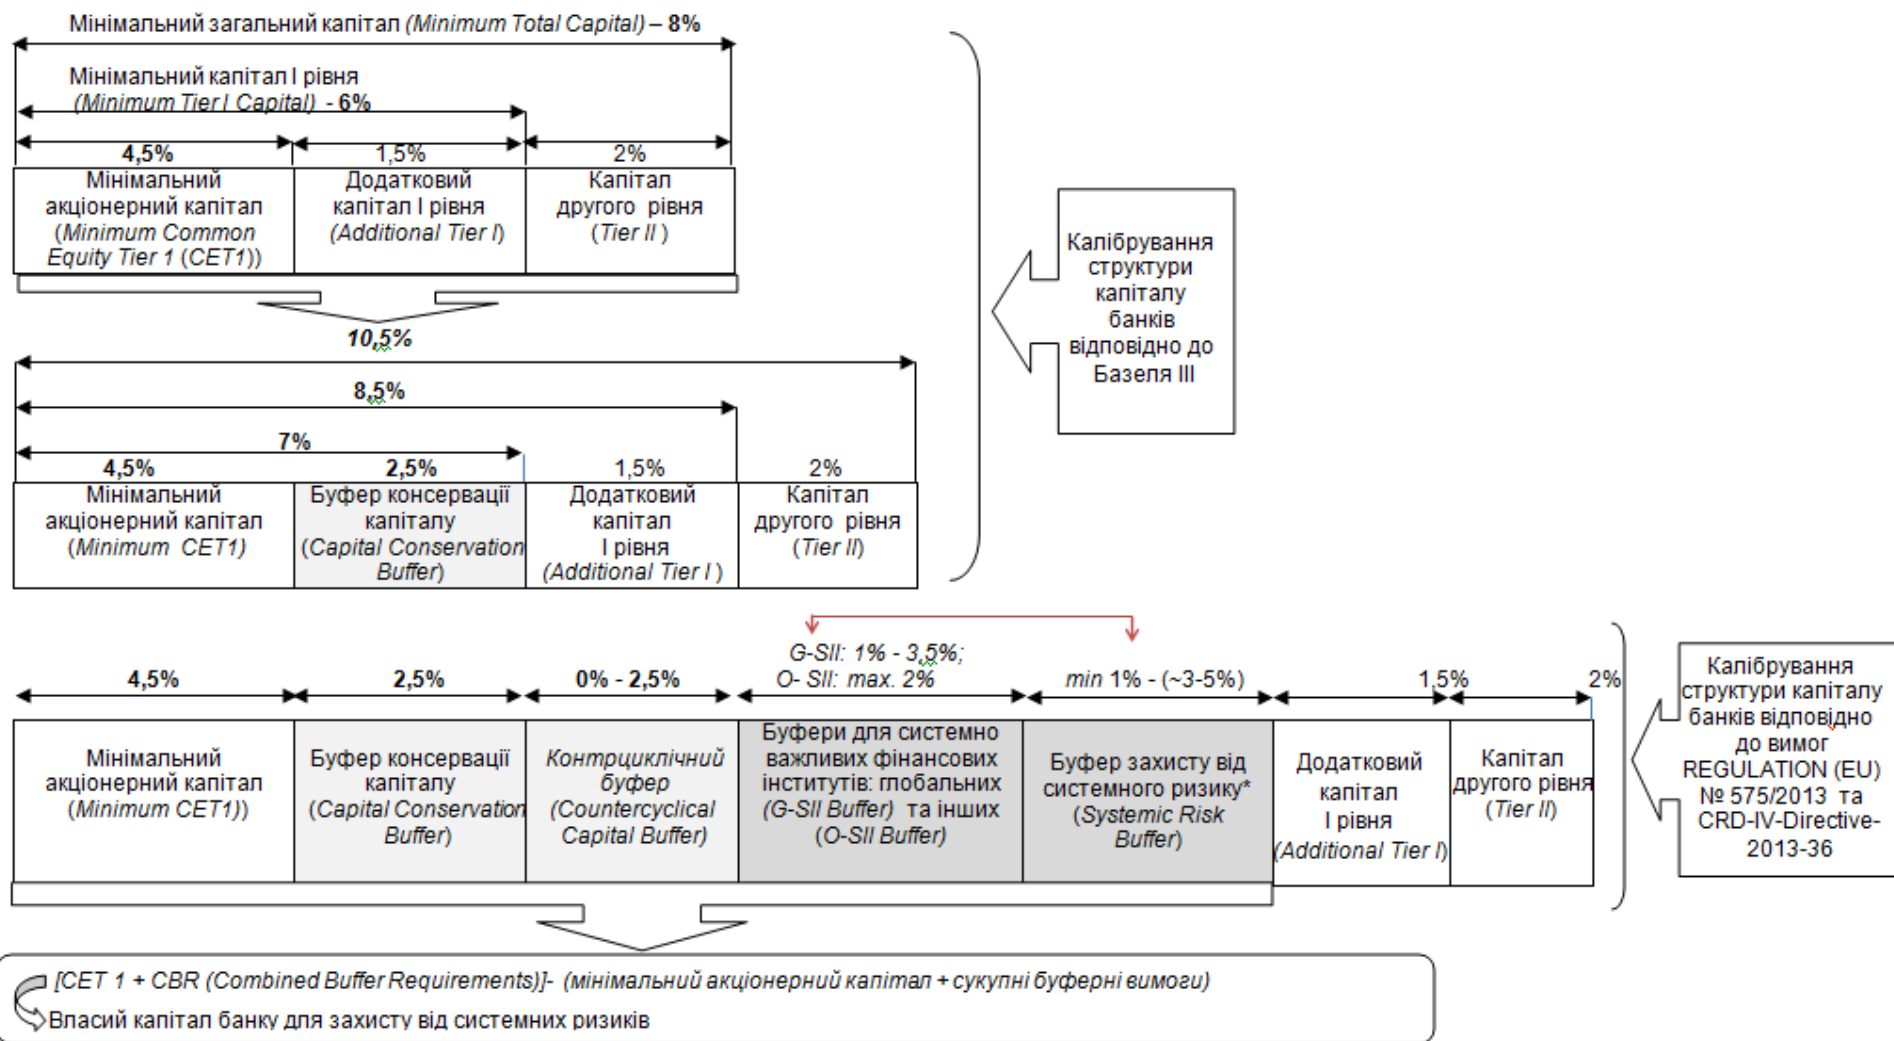 Мінімальний загальний капітал (Minimum Total Capital) – 8%
Мінімальний капітал І рівня
(Minimum Tier I Capital) - 6%
4,5%
1,5%
2%
Мінімальний
акціонерний капітал
(Minimum Common
Equity Tier 1 (CET1))
Додатковий
капітал І рівня
(Additional Tier I)
Капітал
другого рівня
(Tier II )
10,5%
8,5%
7%
4,5%
2,5%
1,5%
2%
Мінімальний
акціонерний капітал
(Minimum CET1)
Буфер консервації
капіталу
(Capital Conservation
Buffer)
Додатковий
капітал
І рівня
(Additional Tier I )
Капітал
другого рівня
(Tier II)
Калібрування
структури
капіталу
банків
відповідно до
Базеля ІІІ
G-SII: 1% - 3,5%;
O- SII: max. 2%
4,5%
2,5%
0% - 2,5%
min 1% - (~3-5%)
1,5%
2%
Мінімальний
акціонерний капітал
(Minimum CET1))
Буфер консервації
капіталу
(Capital Conservation
Buffer)
Контрциклічний
буфер
(Countercyclical
Capital Buffer)
Буфери для системно
важливих фінансових
інститутів: глобальних
(G-SII Buffer) та інших
(O-SII Buffer)
Буфер захисту від
системного ризику*
(Systemic Risk
Buffer)
Додатковий
капітал
І рівня
(Additional Tier I)
Капітал
другого рівня
(Tier II)
Калібрування
структури капіталу
банків відповідно
до вимог
REGULATION (EU)
№ 575/2013 та
CRD-IV-Directive-
2013-36
[CET 1 + CBR (Combined Buffer Requirements)]- (мінімальний акціонерний капітал + сукупні буферні вимоги)
Власий капітал банку для захисту від системних ризиків